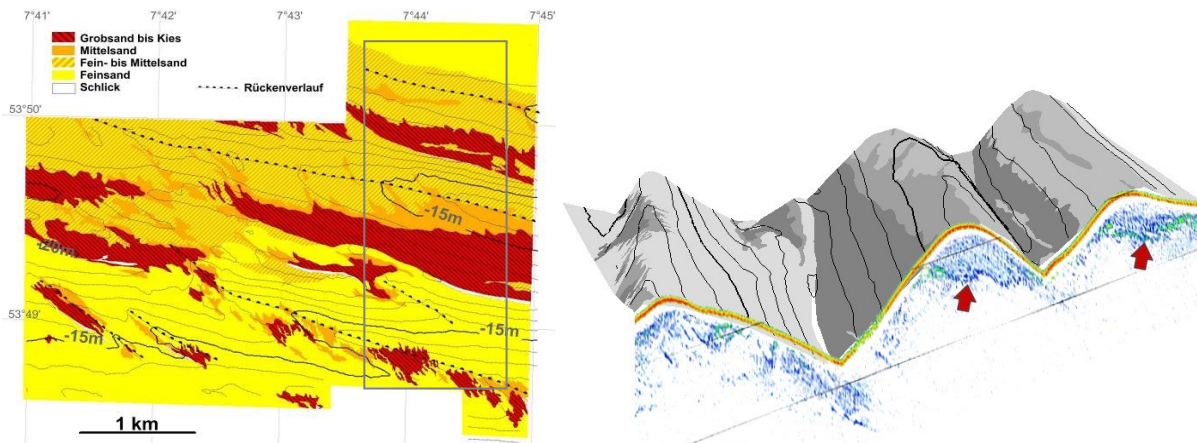 7°41' 7°42' 7°43' 7°44' 7°45'
Grobsand bis Kies
Mittelsand
Fein- bis Mittelsand
Feinsand
Schlick
Rückenverlauf
53°50'
-15m
-20m
53°49'
-15m
-15m
1 km